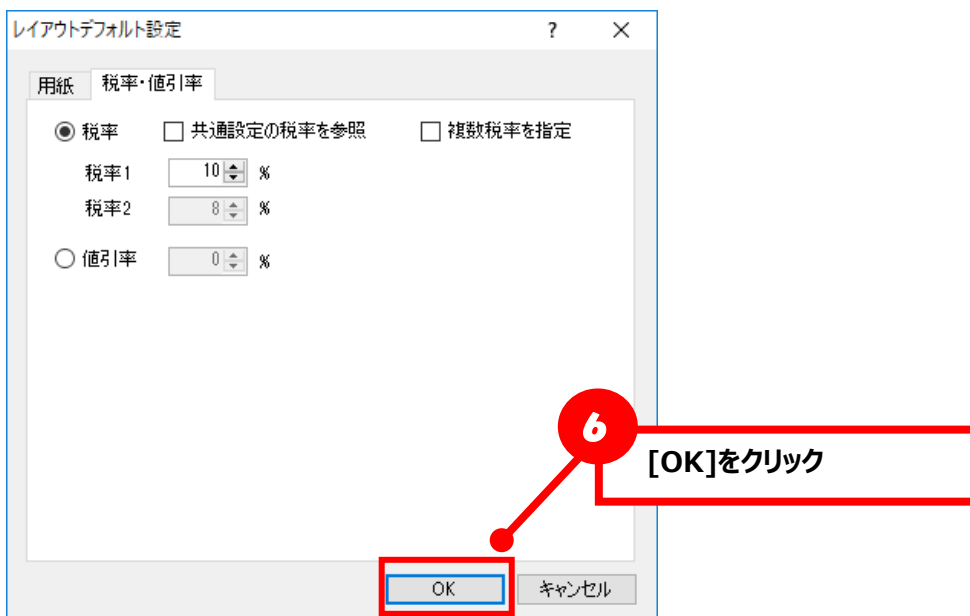 レイアウトデフォルト設定 ? ×
用紙 税率・値引率
税率 共通設定の税率を参照 複数税率を指定
税率1 10 %
税率2 8 %
値引率 0 %
6
[OK]をクリック
OK キャンセル